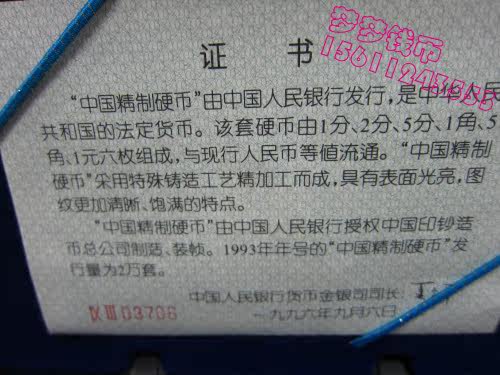 梦梦钱币
证 书
“中国精制硬币”由中国人民银行发行，是中华人民
共和国的法定货币。该套硬币由1分、2分、5分、1角、5
角、1元六枚组成，与现行人民币等值流通。“中国精制
硬币”采用特殊铸造工艺精加工而成，具有表面光亮，图
纹更加清晰、饱满的特点。
“中国精制硬币”由中国人民银行授权中国印钞造
币总公司制造、装帧。1993年年号的“中国精制硬币”发
行量为2万套。
中国人民银行货币金银司司长：
一九九六年九月六日
03706